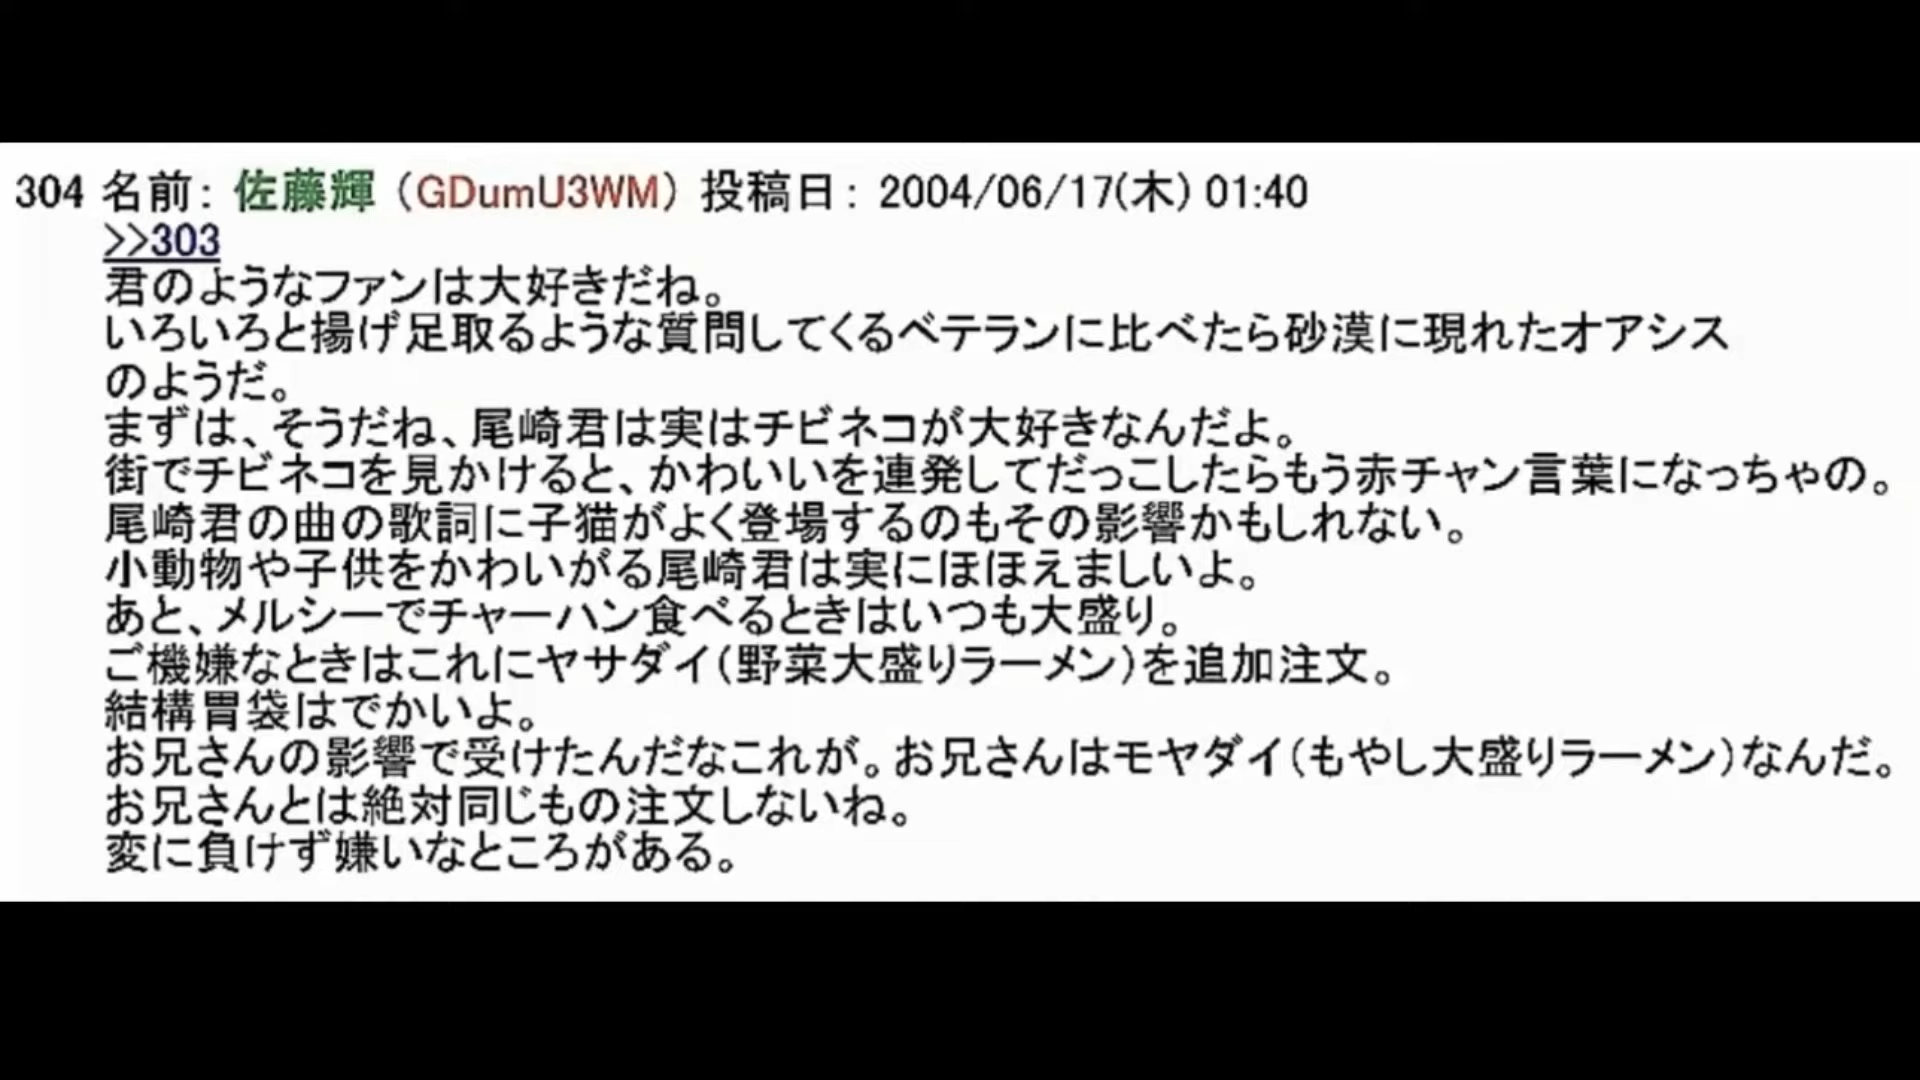 304 名前: 佐藤輝 (GDumU3WM) 投稿日: 2004/06/17(木) 01:40
>>303
君のようなファンは大好きだね。
いろいろと揚げ足取るような質問してくるベテランに比べたら砂漠に現れたオアシス
のようだ。
まずは、そうだね、尾崎君は実はチビネコが大好きなんだよ。
街でチビネコを見かけると、かわいいを連発してだっこしたらもう赤チャン言葉になっちゃの。
尾崎君の曲の歌詞に子猫がよく登場するのもその影響かもしれない。
小動物や子供をかわいがる尾崎君は実にほほえましいよ。
あと、メルシーでチャーハン食べるときはいつも大盛り。
ご機嫌なときはこれにヤサダイ(野菜大盛りラーメン)を追加注文。
結構胃袋はでかいよ。
お兄さんの影響で受けたんだなこれが。お兄さんはモヤダイ(もやし大盛りラーメン)なんだ。
お兄さんとは絶対同じもの注文しないね。
変に負けず嫌いなところがある。